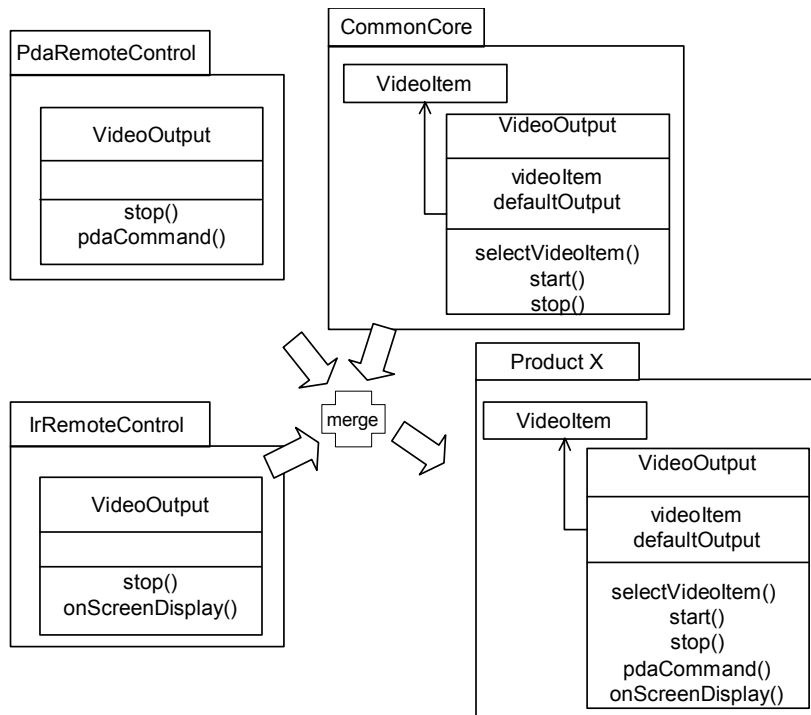 PdaRemoteControl
VideoOutput
stop()
pdaCommand()
CommonCore
VideoItem
VideoOutput
videoItem
defaultOutput
selectVideoItem()
start()
stop()
merge
IrRemoteControl
VideoOutput
stop()
onScreenDisplay()
Product X
VideoItem
VideoOutput
videoItem
defaultOutput
selectVideoItem()
start()
stop()
pdaCommand()
onScreenDisplay()